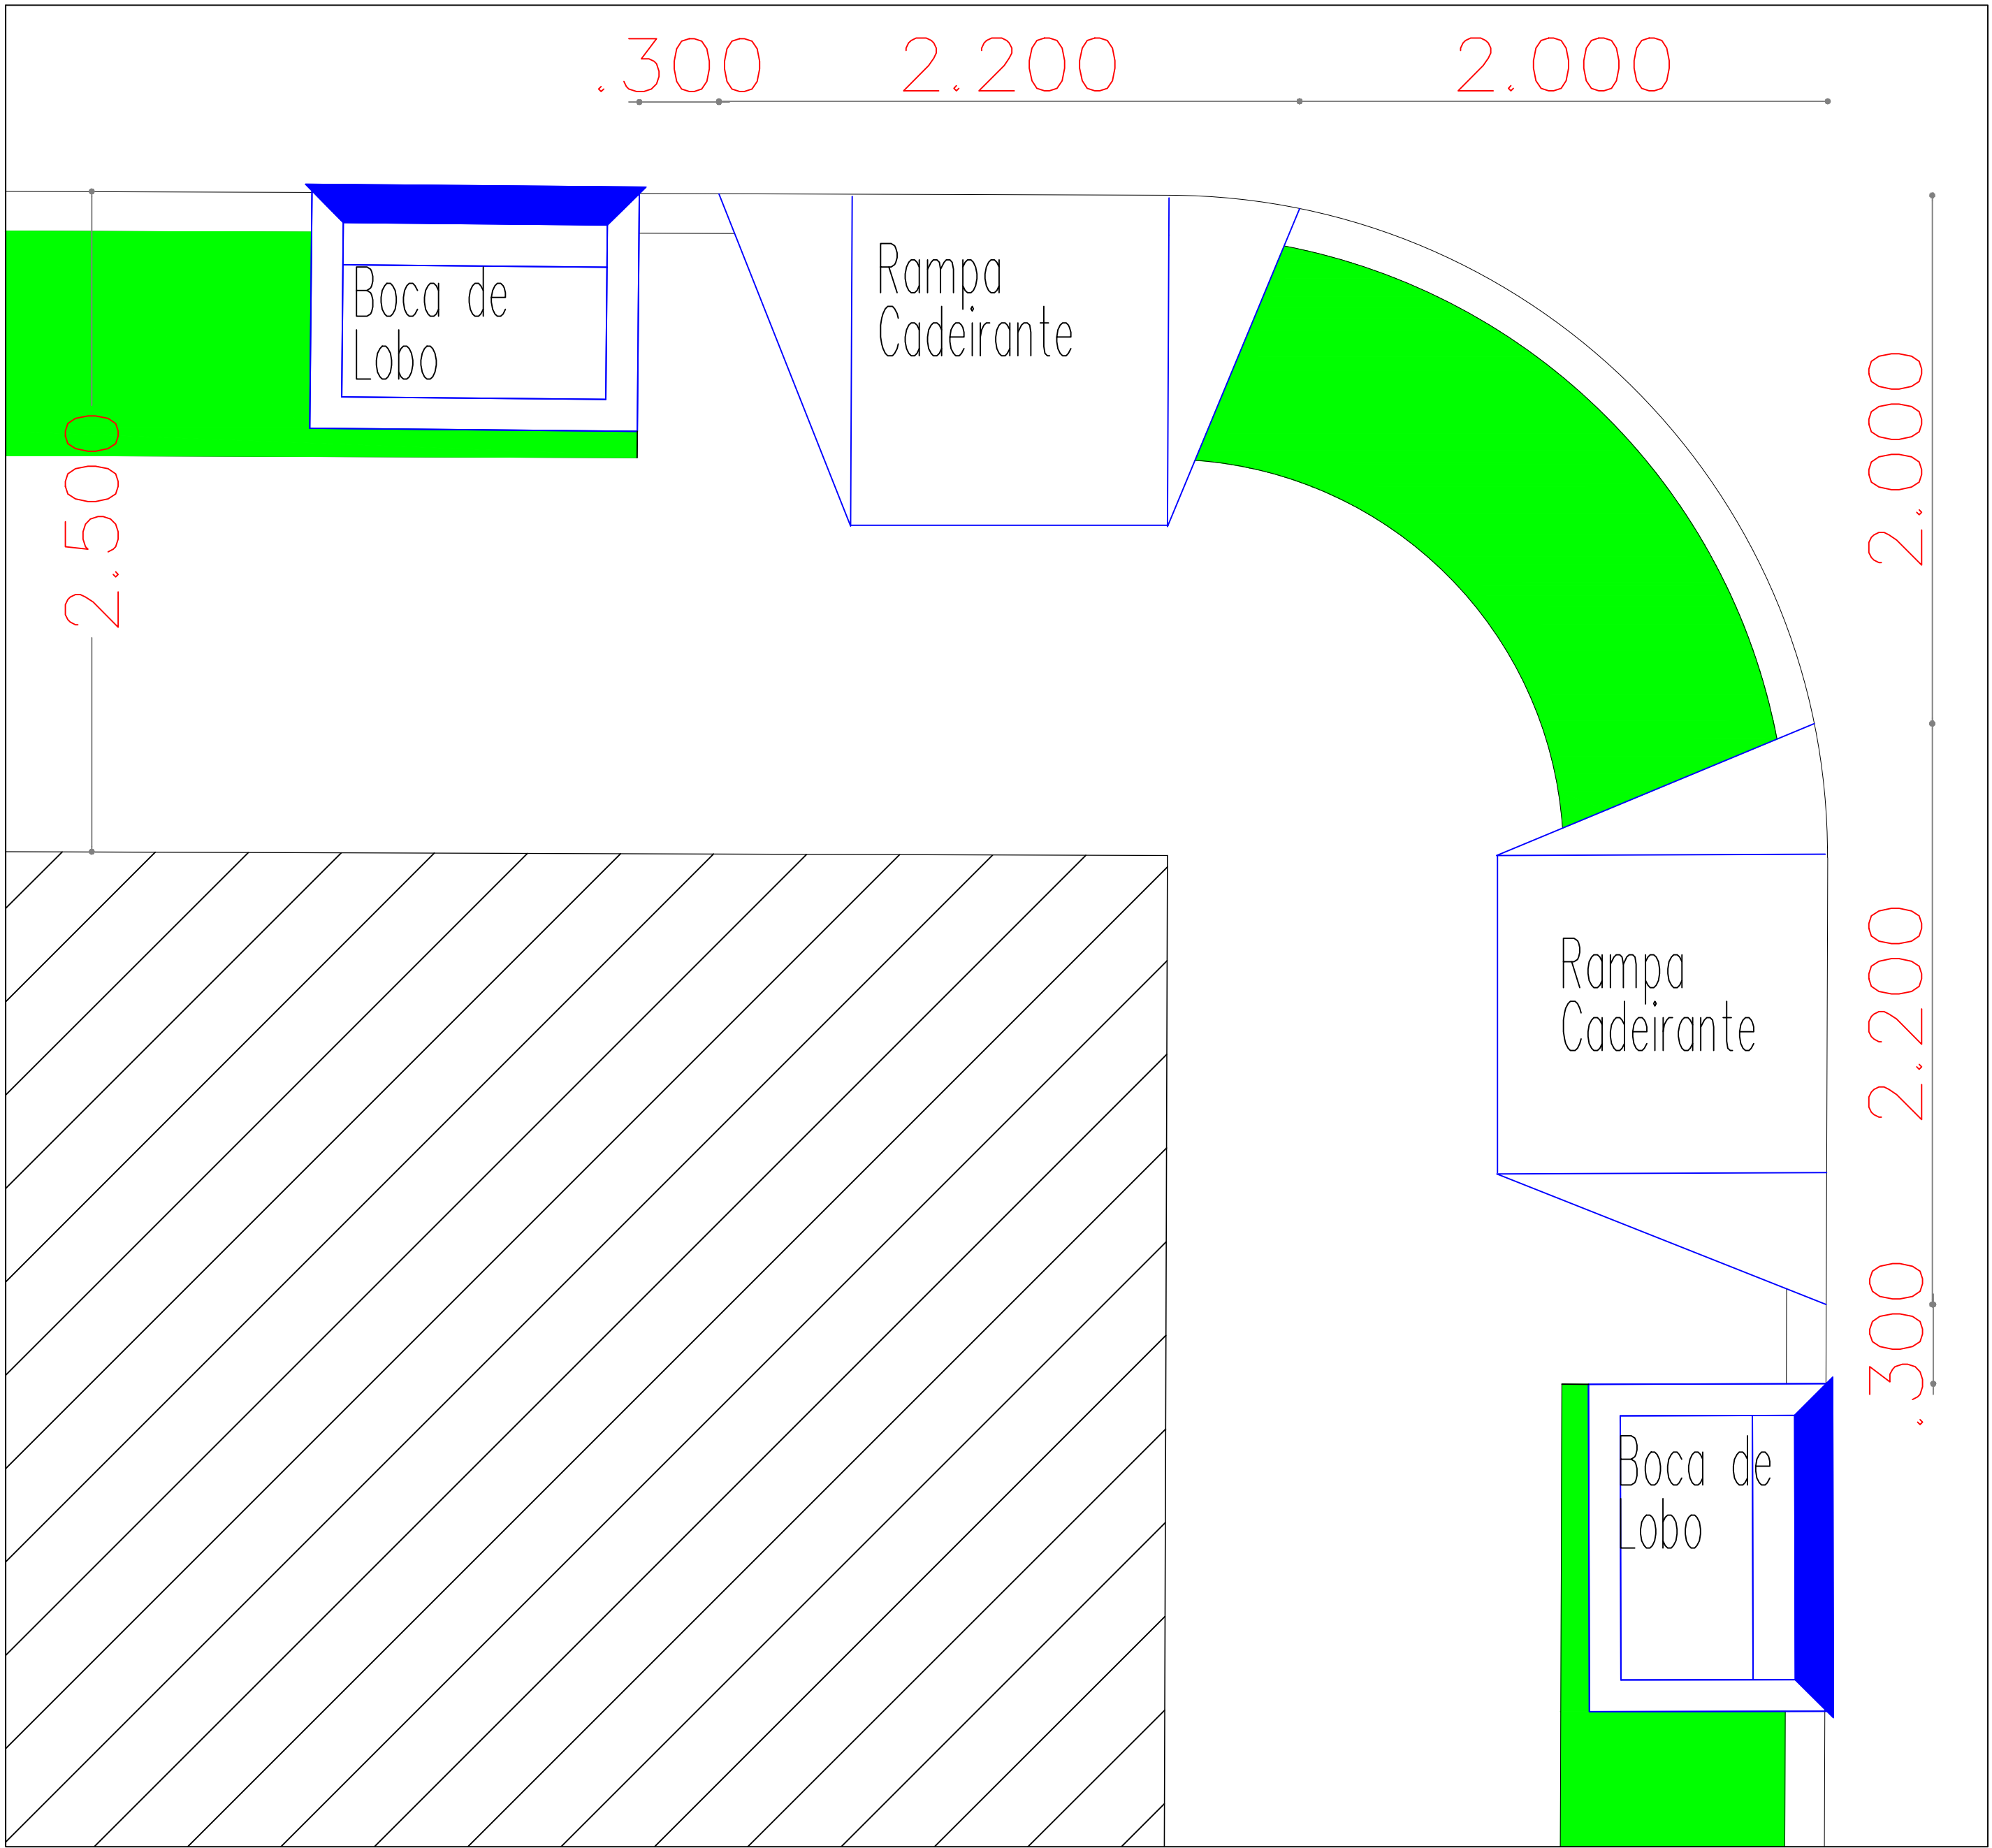 .300
2.200
2.000
Boca de
Lobo
Rampa
Cadeirante
2.500
2.000
Rampa
Cadeirante
2.200
.300
Boca de
Lobo